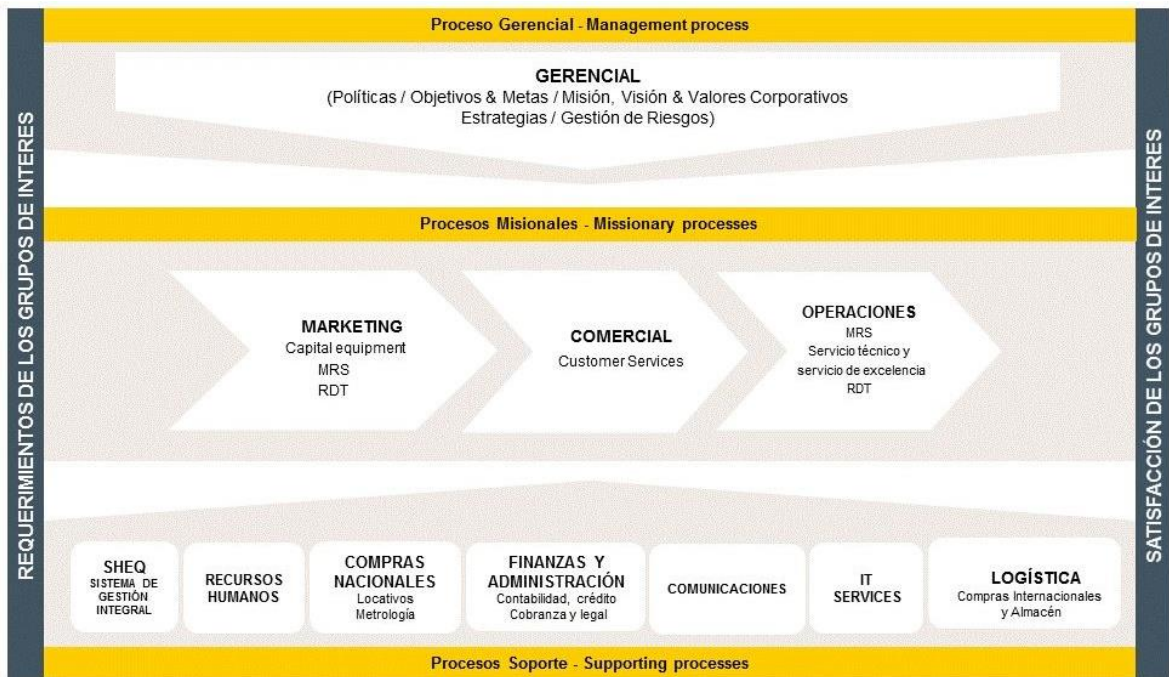 Proceso Gerencial - Management process
REQUERIMIENTOS DE LOS GRUPOS DE INTERES
GERENCIAL
(Políticas / Objetivos & Metas / Misión, Visión & Valores Corporativos
Estrategias / Gestión de Riesgos)
SATISFACCIÓN DE LOS GRUPOS DE INTERES
Procesos Misionales - Missionary processes
MARKETING
Capital equipment
MRS
RDT
COMERCIAL
Customer Services
OPERACIONES
MRS
Servicio técnico y
servicio de excelencia
RDT
SHEQ
SISTEMA DE
GESTIÓN
INTEGRAL
RECURSOS
HUMANOS
COMPRAS
NACIONALES
Locativos
Metrología
FINANZAS Y
ADMINISTRACIÓN
Contabilidad, crédito
Cobranza y legal
COMUNICACIONES
IT
SERVICES
LOGÍSTICA
Compras Internacionales
y Almacén
Procesos Soporte - Supporting processes